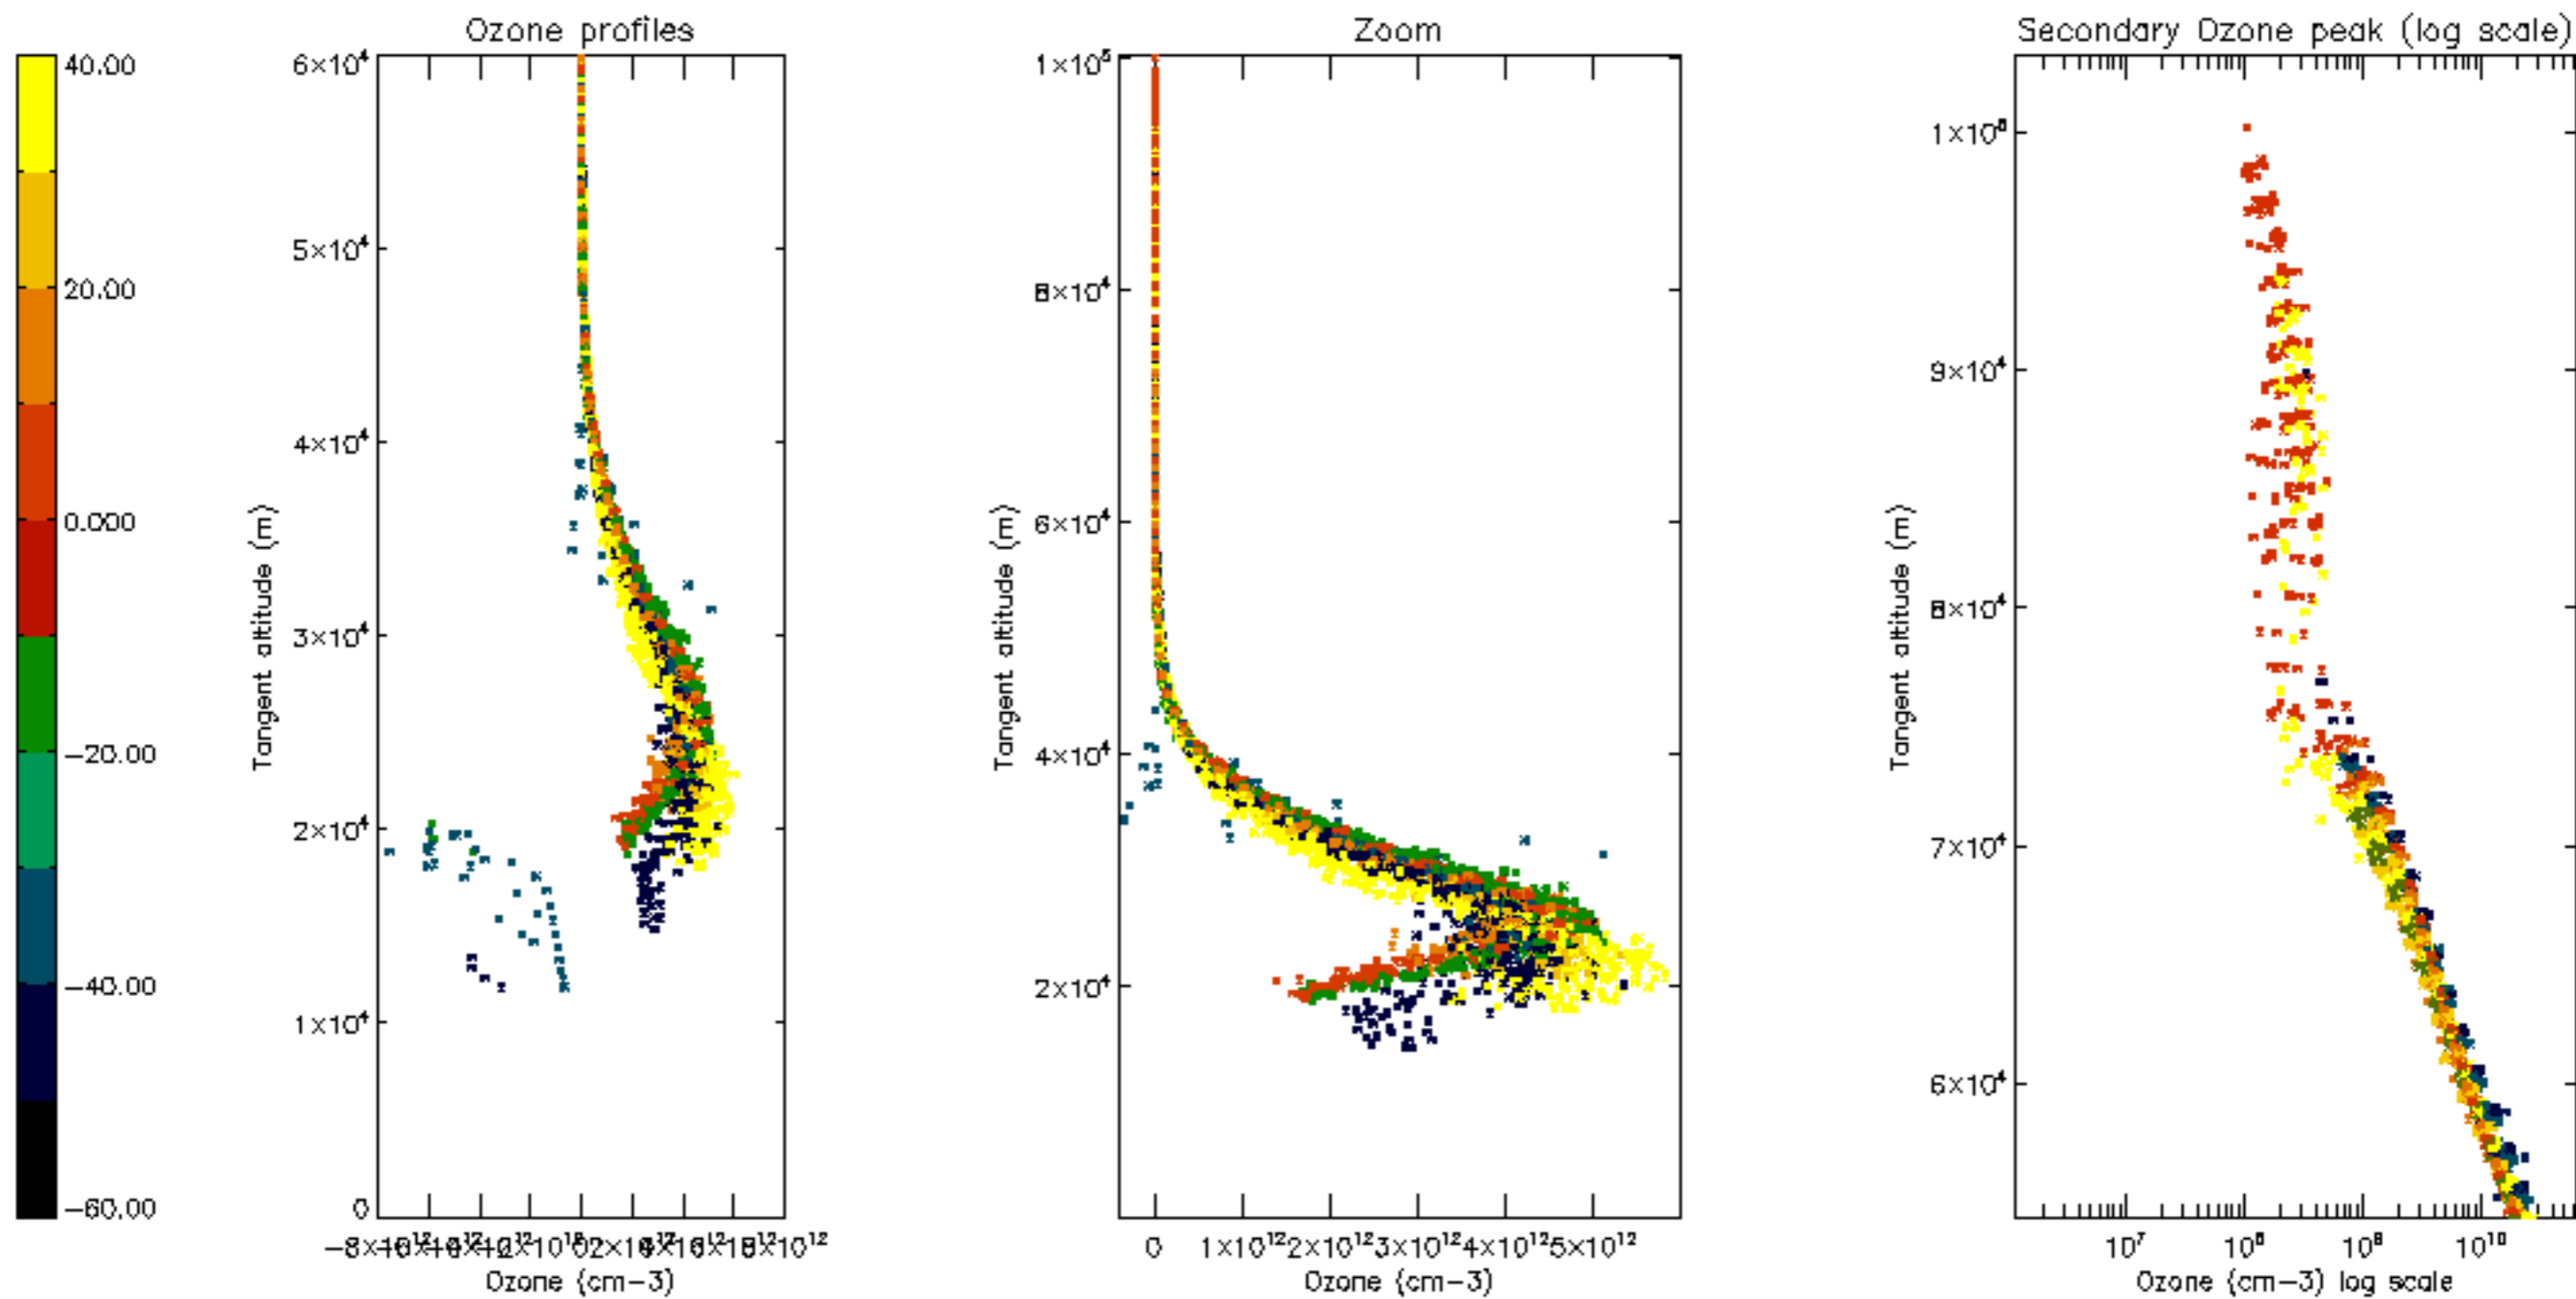 Ozone profiles
Zoom
Secondary Ozone peak (log scale)
40.00
20.00
0.000
-20.00
-40.00
-60.00
6×10⁴
5×10⁴
4×10⁴
3×10⁴
2×10⁴
1×10⁴
0
Tangent altitude (m)
Ozone (cm-3)
1×10⁵
8×10⁴
6×10⁴
4×10⁴
2×10⁴
Tangent altitude (m)
0 1×10¹² 2×10¹² 3×10¹² 4×10¹² 5×10¹²
Ozone (cm-3)
9×10⁴
8×10⁴
7×10⁴
6×10⁴
Tangent altitude (m)
10⁷ 10⁸ 10⁹ 10¹⁰
Ozone (cm-3) log scale